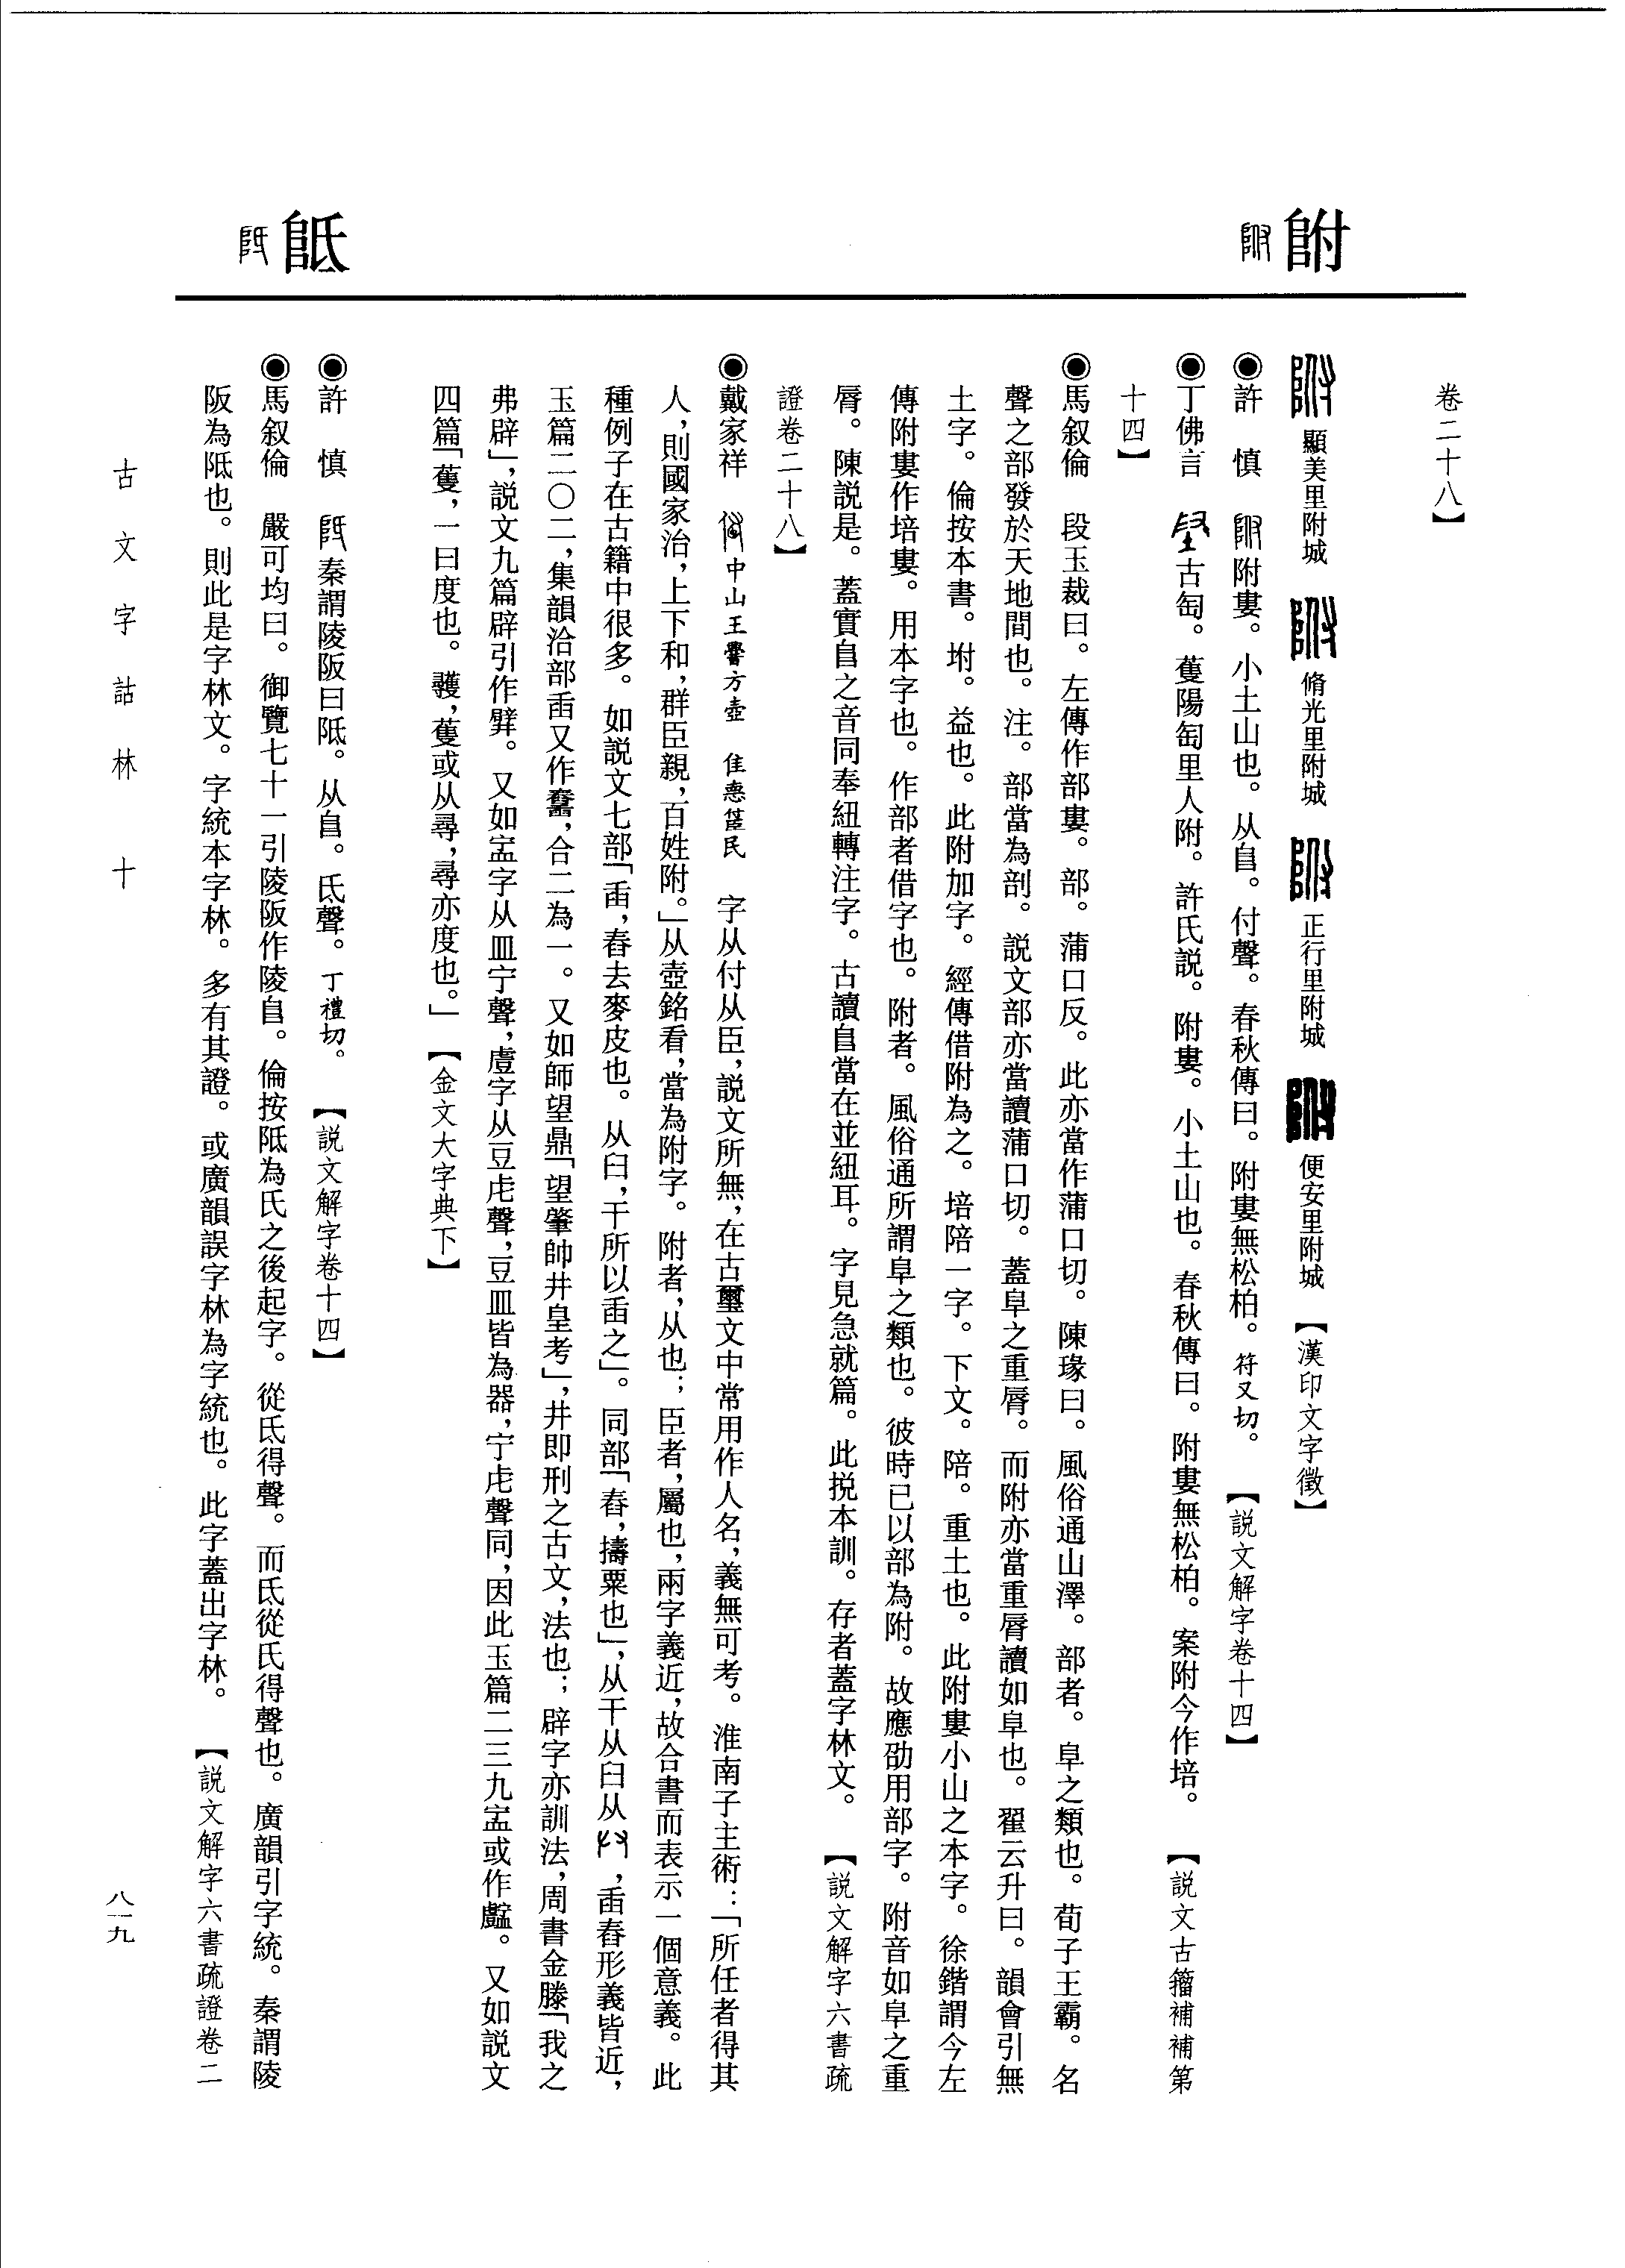 附
阺
卷二十八】
顯美里附城 脩光里附城 正行里附城 便安里附城 【漢印文字徵】
◉許 慎 附婁。小土山也。从𨸏。付聲。春秋傳曰。附婁無松柏。符又切。【說文解字卷十四】
◉丁佛言 古匋。蒦陽匋里人附。許氏說。附婁。小土山也。春秋傳曰。附婁無松柏。案附今作培。【說文古籀補補第
十四】
◉馬叙倫 段玉裁曰。左傳作部婁。部。蒲口反。此亦當作蒲口切。陳瑑曰。風俗通山澤。部者。阜之類也。荀子王霸。名
聲之部發於天地間也。注。部當為剖。說文部亦當讀蒲口切。蓋阜之重脣。而附亦當重脣讀如阜也。翟云升曰。韻會引無
土字。倫按本書。坿。益也。此附加字。經傳借附為之。培陪一字。下文。陪。重土也。此附婁小山之本字。徐鍇謂今左
傳附婁作培婁。用本字也。作部者借字也。附者。風俗通所謂阜之類也。彼時已以部為附。故應劭用部字。附音如阜之重
脣。陳說是。蓋實𨸏之音同奉紐轉注字。古讀𨸏當在並紐耳。字見急就篇。此挩本訓。存者蓋字林文。【說文解字六書疏
證卷二十八】
◉戴家祥 中山王䰩方壺 隹惪䇬民 字从付从臣，說文所無，在古璽文中常用作人名，義無可考。淮南子主術：「所任者得其
人，則國家治，上下和，群臣親，百姓附。」从壺銘看，當為附字。附者，从也；臣者，屬也，兩字義近，故合書而表示一個意義。此
種例子在古籍中很多。如說文七部「臿，舂去麥皮也。从臼，干所以臿之」。同部「舂，擣粟也」，从干从臼从，臿舂形義皆近，
玉篇二〇二，集韻洽部臿又作𦦱，合二為一。又如師望鼎「望肇帥井皇考」，井即刑之古文，法也；辟字亦訓法，周書金縢「我之
弗辟」，說文九篇辟引作𨐨。又如㿾字从皿宁聲，䖒字从豆虍聲，豆皿皆為器，宁虍聲同，因此玉篇二三九㿾或作𧇄。又如說文
四篇「蒦，一曰度也。彠，蒦或从尋，尋亦度也。」【金文大字典下】
◉許 慎 秦謂陵阪曰阺。从𨸏。氐聲。丁禮切。【說文解字卷十四】
◉馬叙倫 嚴可均曰。御覽七十一引陵阪作陵𨸏。倫按阺為氏之後起字。從氐得聲。而氐從氏得聲也。廣韻引字統。秦謂陵
阪為阺也。則此是字林文。字統本字林。多有其證。或廣韻誤字林為字統也。此字蓋出字林。【說文解字六書疏證卷二
古文字詁林 十
八一九